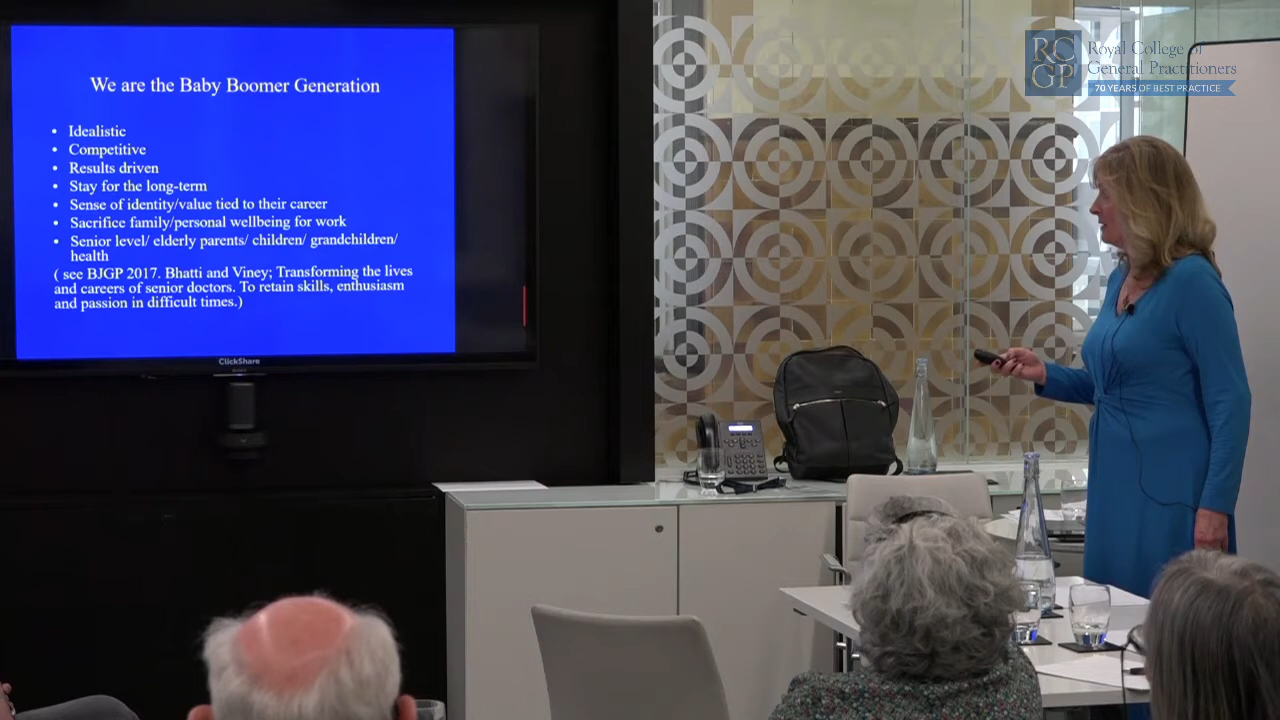 We are the Baby Boomer Generation
• Idealistic
• Competitive
• Results driven
• Stay for the long-term
• Sense of identity/value tied to their career
• Sacrifice family/personal wellbeing for work
• Senior level/ elderly parents/ children/ grandchildren/
health
( see BJGP 2017. Bhatti and Viney; Transforming the lives
and careers of senior doctors. To retain skills, enthusiasm
and passion in difficult times.)
ClickShare
RC
GP
Royal College of
General Practitioners
70 YEARS OF BEST PRACTICE